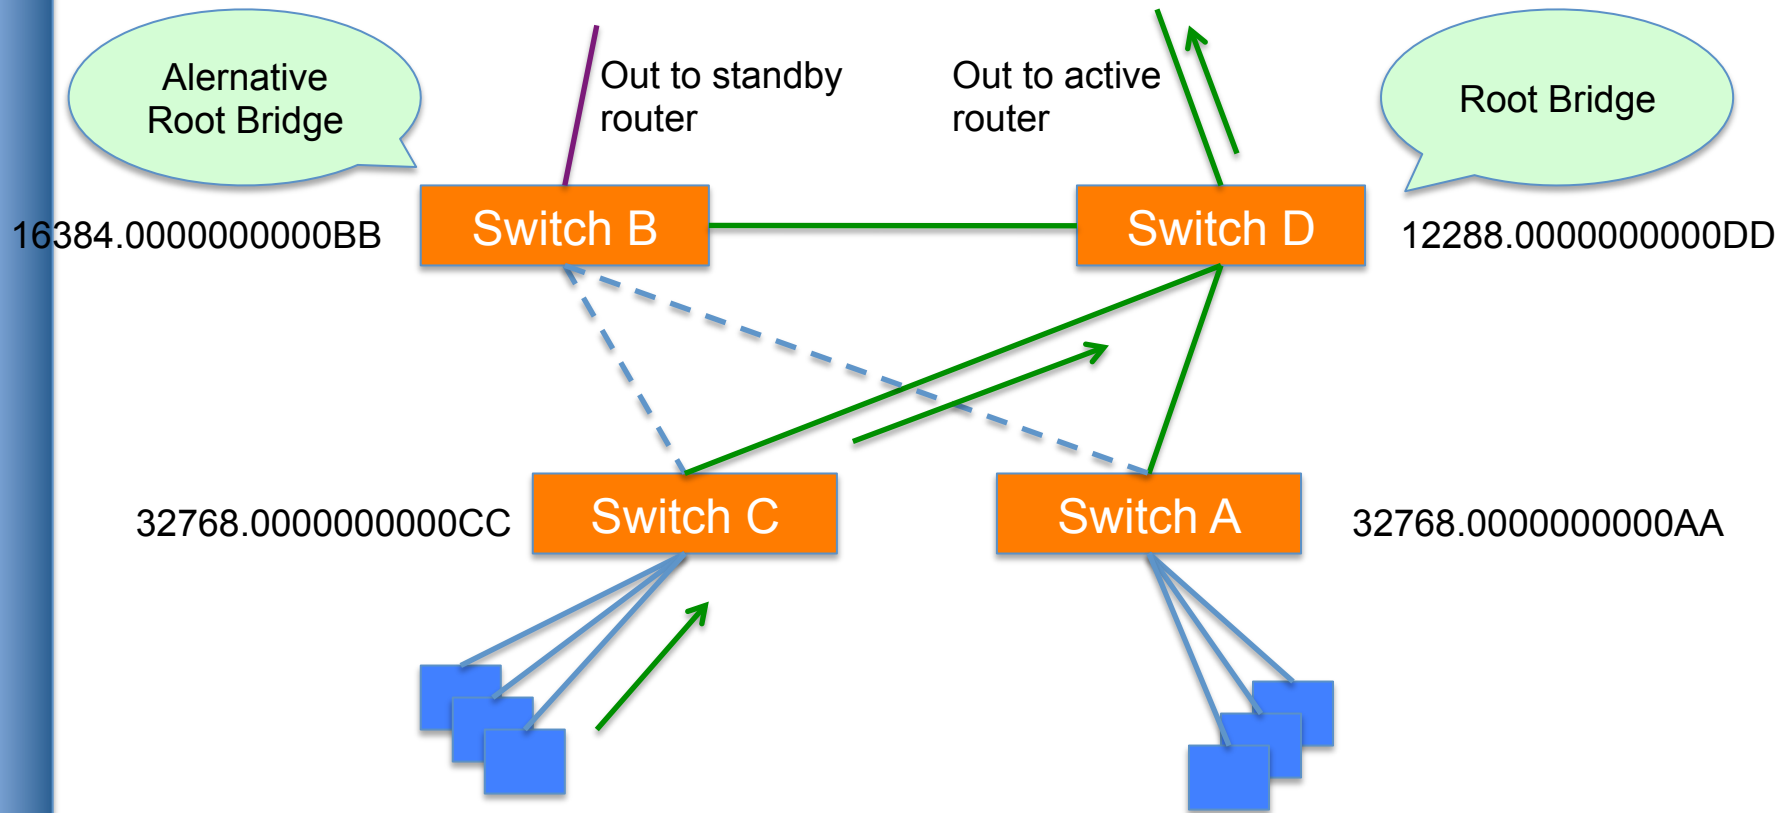 Alernative
Root Bridge
Out to standby
router
Out to active
router
Root Bridge
16384.0000000000BB
Switch B
Switch D
12288.0000000000DD
32768.0000000000CC
Switch C
Switch A
32768.0000000000AA